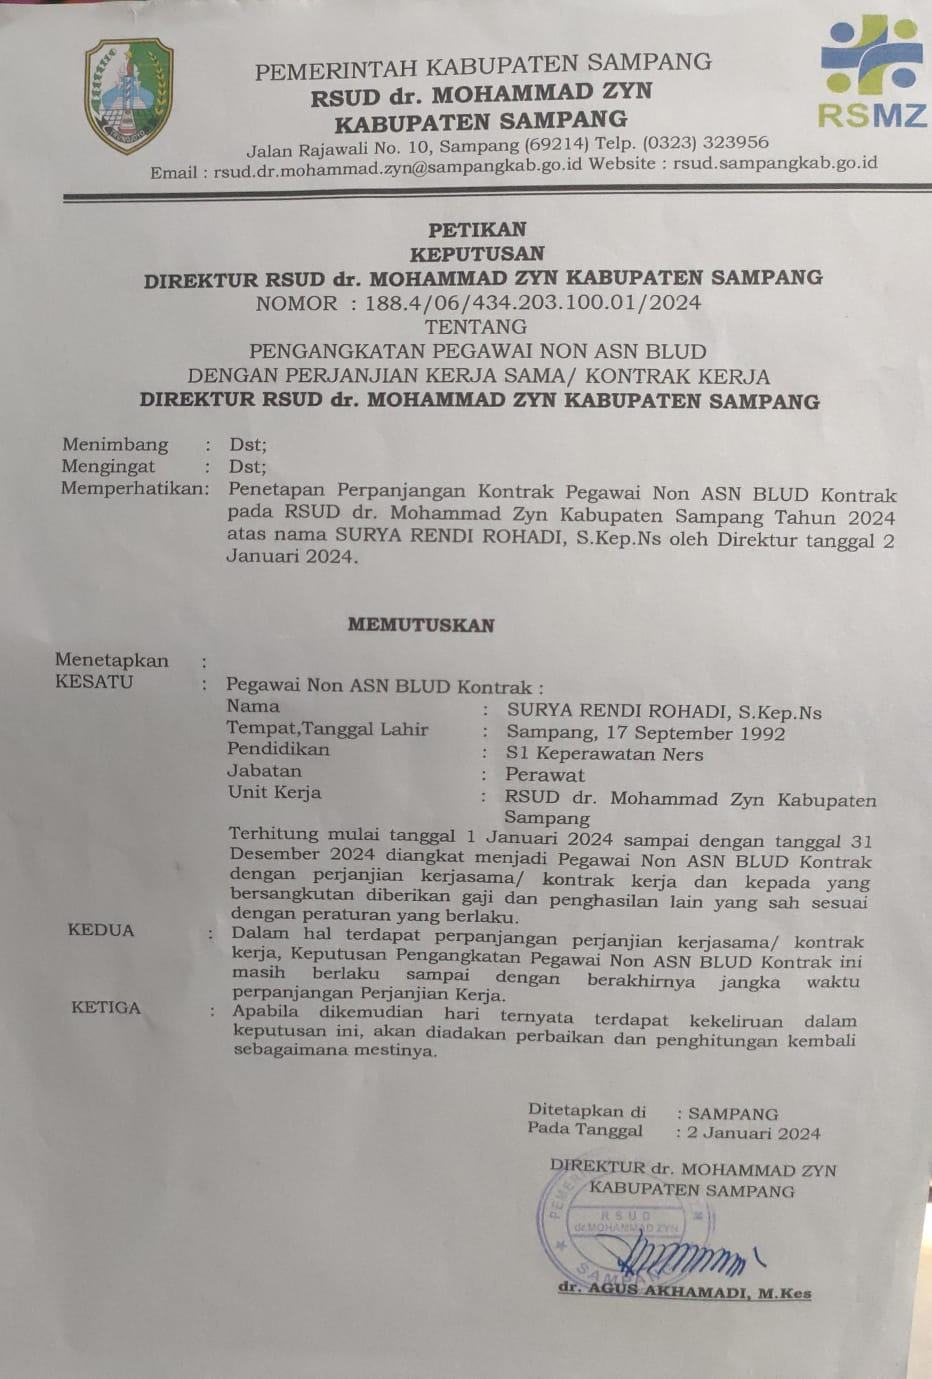 PEMERINTAH KABUPATEN SAMPANG
RSUD dr. MOHAMMAD ZYN
KABUPATEN SAMPANG
Jalan Rajawali No. 10, Sampang (69214) Telp. (0323) 323956
Email : rsud.dr.mohammad.zyn@sampangkab.go.id Website : rsud.sampangkab.go.id
RSMZ
PETIKAN
KEPUTUSAN
DIREKTUR RSUD dr. MOHAMMAD ZYN KABUPATEN SAMPANG
NOMOR : 188.4/06/434.203.100.01/2024
TENTANG
PENGANGKATAN PEGAWAI NON ASN BLUD
DENGAN PERJANJIAN KERJA SAMA/ KONTRAK KERJA
DIREKTUR RSUD dr. MOHAMMAD ZYN KABUPATEN SAMPANG
Menimbang : Dst;
Mengingat : Dst;
Memperhatikan: Penetapan Perpanjangan Kontrak Pegawai Non ASN BLUD Kontrak
pada RSUD dr. Mohammad Zyn Kabupaten Sampang Tahun 2024
atas nama SURYA RENDI ROHADI, S.Kep.Ns oleh Direktur tanggal 2
Januari 2024.
MEMUTUSKAN
Menetapkan :
KESATU : Pegawai Non ASN BLUD Kontrak :
Nama : SURYA RENDI ROHADI, S.Kep.Ns
Tempat,Tanggal Lahir : Sampang, 17 September 1992
Pendidikan : S1 Keperawatan Ners
Jabatan : Perawat
Unit Kerja : RSUD dr. Mohammad Zyn Kabupaten
Sampang
Terhitung mulai tanggal 1 Januari 2024 sampai dengan tanggal 31
Desember 2024 diangkat menjadi Pegawai Non ASN BLUD Kontrak
dengan perjanjian kerjasama/ kontrak kerja dan kepada yang
bersangkutan diberikan gaji dan penghasilan lain yang sah sesuai
dengan peraturan yang berlaku.
KEDUA : Dalam hal terdapat perpanjangan perjanjian kerjasama/ kontrak
kerja, Keputusan Pengangkatan Pegawai Non ASN BLUD Kontrak ini
masih berlaku sampai dengan berakhirnya jangka waktu
perpanjangan Perjanjian Kerja.
KETIGA : Apabila dikemudian hari ternyata terdapat kekeliruan dalam
keputusan ini, akan diadakan perbaikan dan penghitungan kembali
sebagaimana mestinya.
Ditetapkan di : SAMPANG
Pada Tanggal : 2 Januari 2024
DIREKTUR dr. MOHAMMAD ZYN
KABUPATEN SAMPANG
RSUD
dr.MOHAMMAD ZYN
SAMPANG
dr. AGUS AKHAMADI, M.Kes